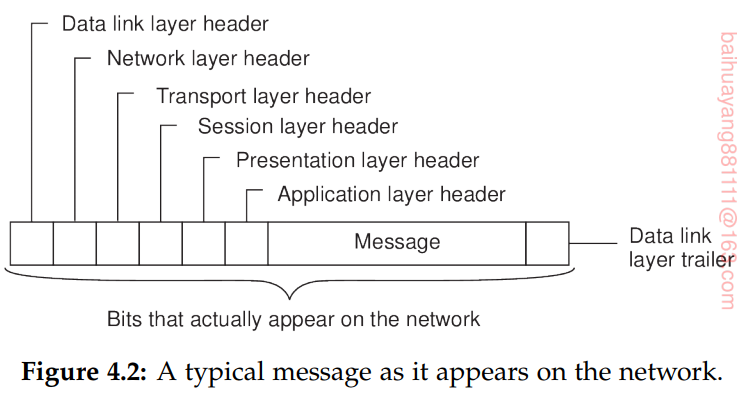 Data link layer header
Network layer header
Transport layer header
Session layer header
Presentation layer header
Application layer header
Message
Data link
layer trailer
Bits that actually appear on the network
Figure 4.2: A typical message as it appears on the network.
baihuayang881111@163.com